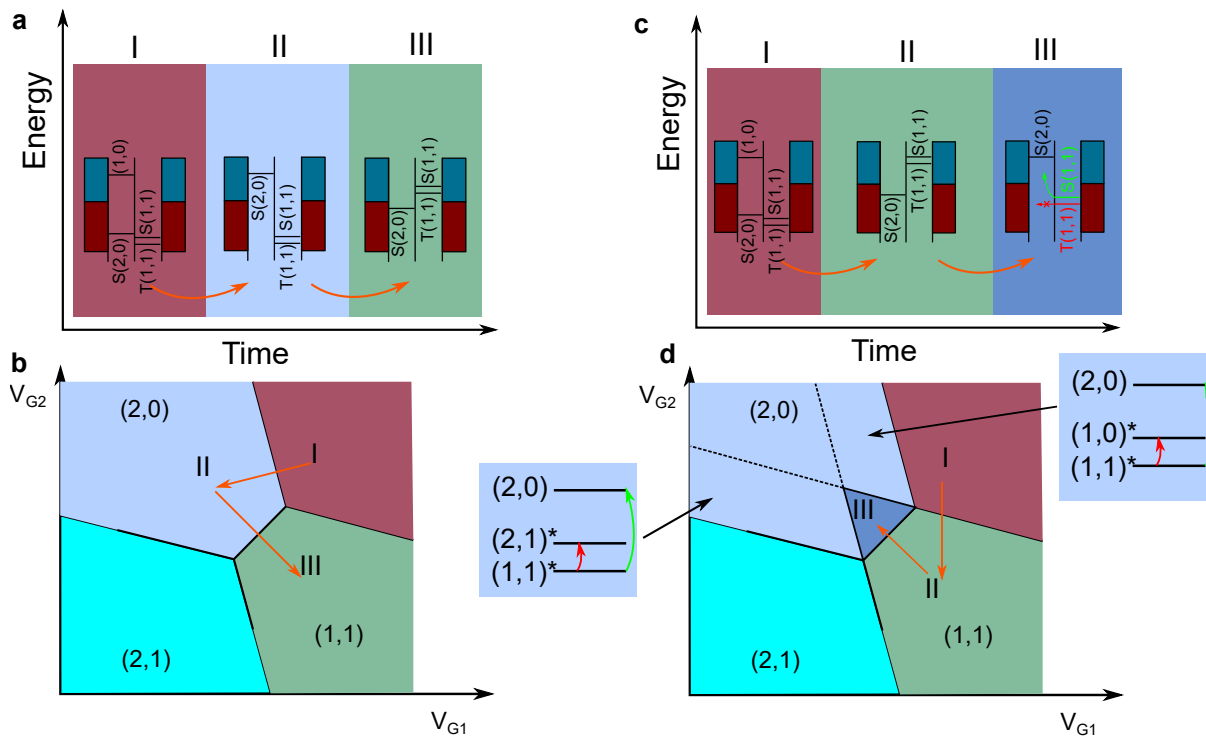 a
I
II
III
Energy
(1,0)
S(2,0)
T(1,1)
S(1,1)
S(2,0)
T(1,1)
S(1,1)
S(2,0)
T(1,1)
S(1,1)
Time
b
V_G2
(2,0)
I
II
III
(2,1)
(1,1)
V_G1
(2,0)
(2,1)*
(1,1)*
c
I
II
III
Energy
(1,0)
S(2,0)
T(1,1)
S(1,1)
S(2,0)
T(1,1)
S(1,1)
S(2,0)
T(1,1)
S(1,1)
Time
d
V_G2
(2,0)
I
III
II
(2,1)
(1,1)
V_G1
(2,0)
(1,0)*
(1,1)*